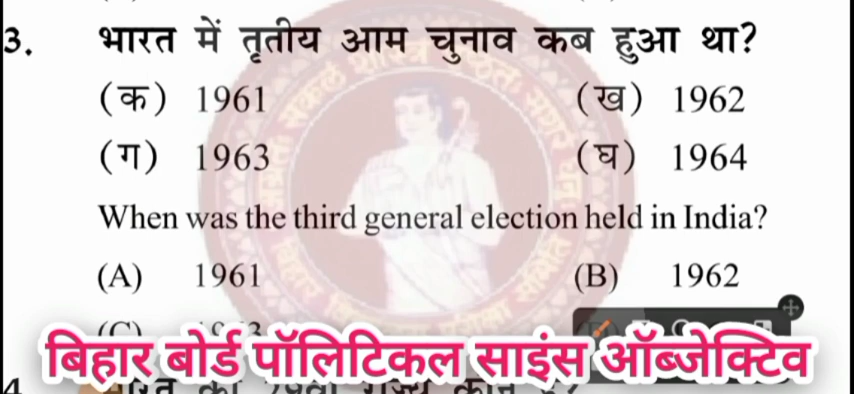 3. भारत में तृतीय आम चुनाव कब हुआ था?
(क) 1961 (ख) 1962
(ग) 1963 (घ) 1964
When was the third general election held in India?
(A) 1961 (B) 1962
(C)
बिहार बोर्ड पॉलिटिकल साइंस ऑब्जेक्टिव
4